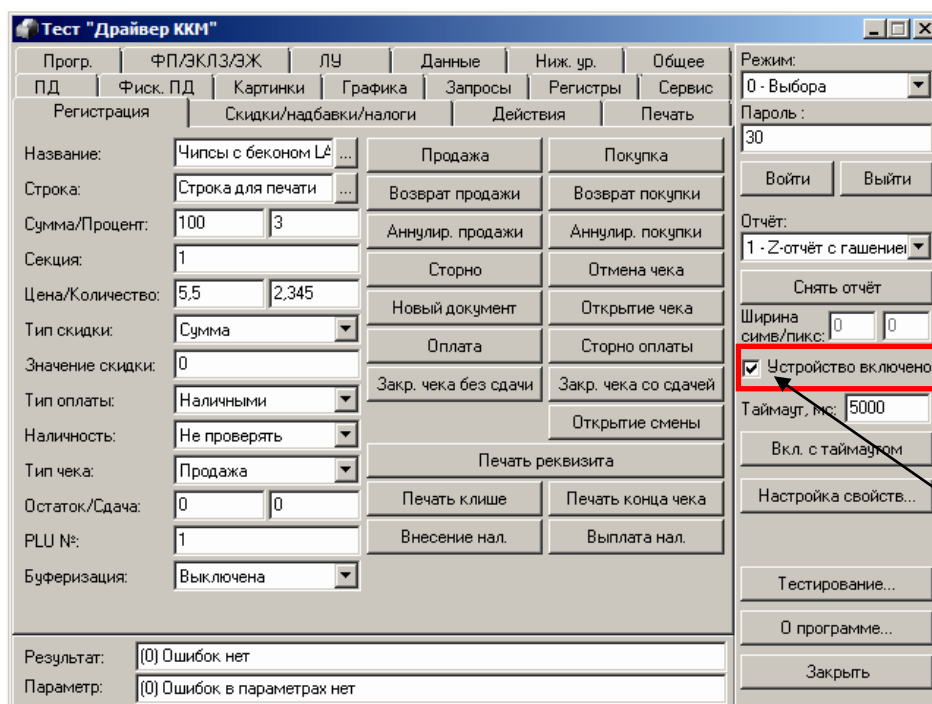 Тест "Драйвер ККМ"
Прогр. ФП/ЭКЛЗ/ЭЖ ЛУ Данные Ниж. ур. Общее
ПД Фиск. ПД Картинки Графика Запросы Регистры Сервис
Регистрация Скидки/надбавки/налоги Действия Печать
Название: Чипсы с беконом LA ...
Строка: Строка для печати ...
Сумма/Процент: 100 3
Секция: 1
Цена/Количество: 5,5 2,345
Тип скидки: Сумма
Значение скидки: 0
Тип оплаты: Наличными
Наличность: Не проверять
Тип чека: Продажа
Остаток/Сдача: 0 0
PLU №: 1
Буферизация: Выключена
Продажа Покупка
Возврат продажи Возврат покупки
Аннулир. продажи Аннулир. покупки
Сторно Отмена чека
Новый документ Открытие чека
Оплата Сторно оплаты
Закр. чека без сдачи Закр. чека со сдачей
Открытие смены
Печать реквизита
Печать клише Печать конца чека
Внесение нал. Выплата нал.
Результат: (0) Ошибок нет
Параметр: (0) Ошибок в параметрах нет
Режим:
0 - Выбора
Пароль :
30
Войти Выйти
Отчёт:
1 - Z-отчёт с гашением
Снять отчёт
Ширина
симв/пикс: 0 0
Устройство включено
Таймаут, мс: 5000
Вкл. с таймаутом
Настройка свойств...
Тестирование...
О программе...
Закрыть